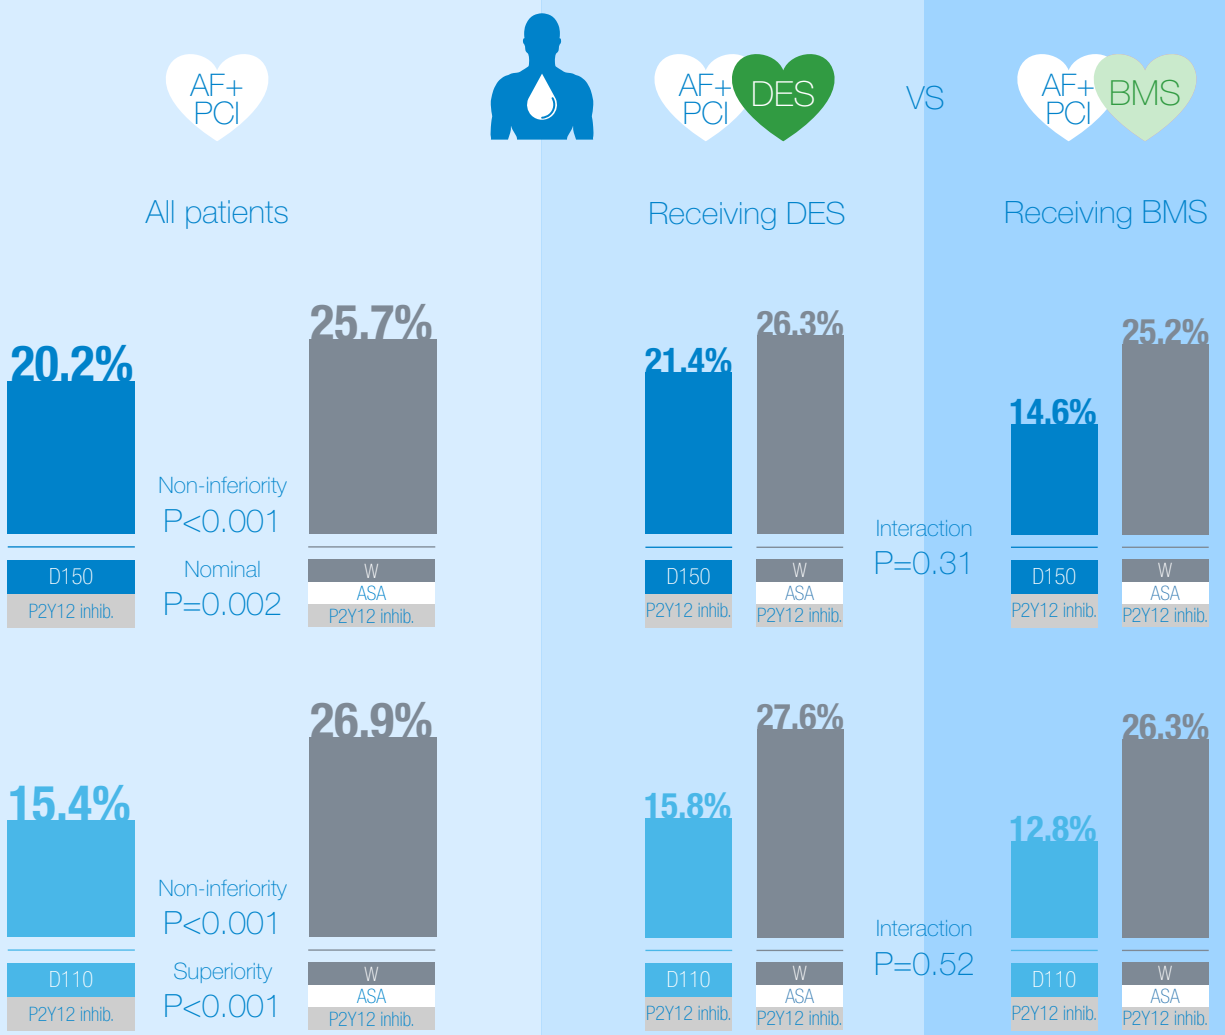 AF+
PCI
AF+
PCI
DES
VS
AF+
PCI
BMS
All patients
Receiving DES
Receiving BMS
20.2%
25.7%
Non-inferiority
P<0.001
Nominal
P=0.002
D150
P2Y12 inhib.
W
ASA
P2Y12 inhib.
21.4%
26.3%
D150
P2Y12 inhib.
W
ASA
P2Y12 inhib.
Interaction
P=0.31
14.6%
25.2%
D150
P2Y12 inhib.
W
ASA
P2Y12 inhib.
15.4%
26.9%
Non-inferiority
P<0.001
Superiority
P<0.001
D110
P2Y12 inhib.
W
ASA
P2Y12 inhib.
15.8%
27.6%
D110
P2Y12 inhib.
W
ASA
P2Y12 inhib.
Interaction
P=0.52
12.8%
26.3%
D110
P2Y12 inhib.
W
ASA
P2Y12 inhib.